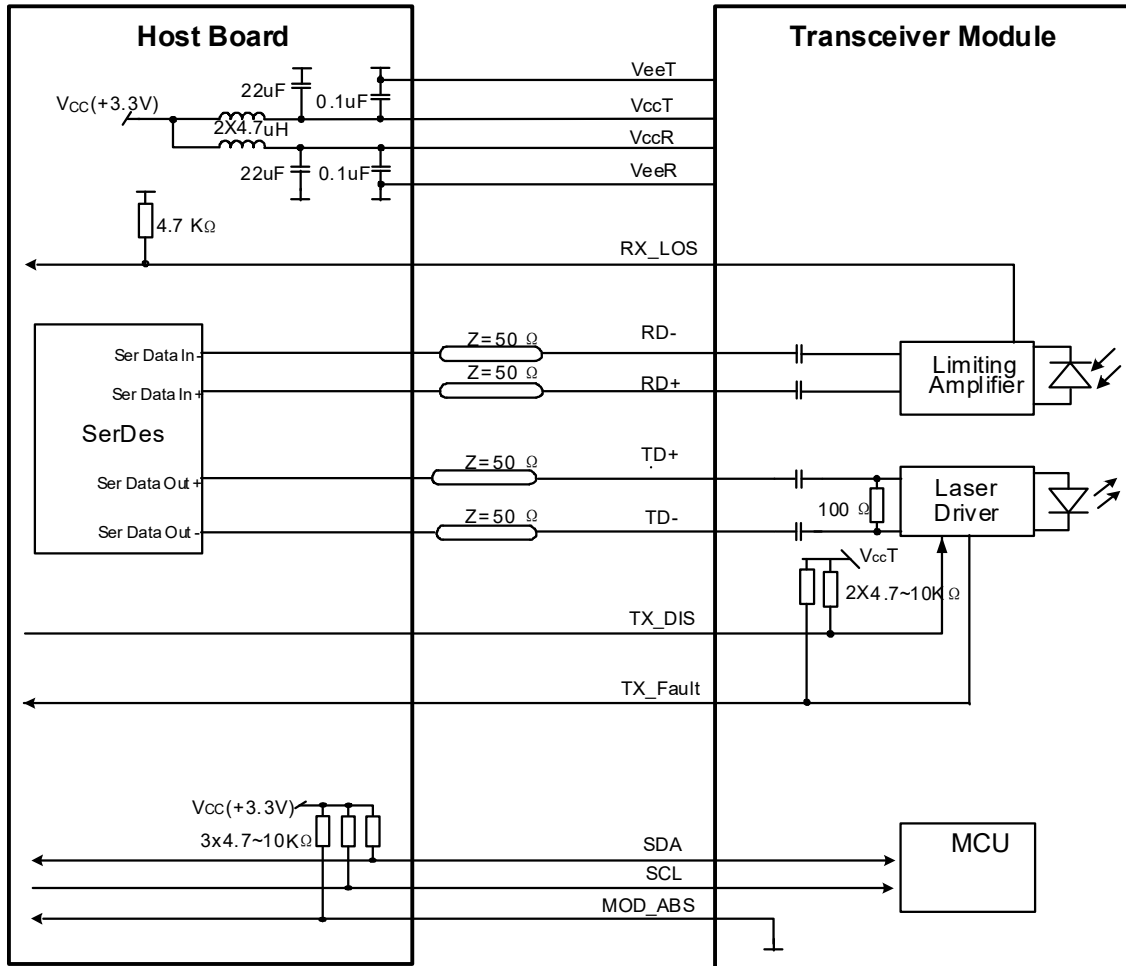 Host Board
Transceiver Module
VeeT
22uF
0.1uF
VCC(+3.3V)
VccT
2X4.7uH
VccR
22uF
0.1uF
VeeR
4.7 KΩ
RX_LOS
Z=50 Ω
RD-
Ser Data In -
Limiting
Amplifier
Z=50 Ω
RD+
Ser Data In +
SerDes
Z=50 Ω
TD+
Ser Data Out +
Laser
Driver
100 Ω
Z=50 Ω
TD-
Ser Data Out -
VccT
2X4.7~10KΩ
TX_DIS
TX_Fault
VCC(+3.3V)
3x4.7~10KΩ
SDA
MCU
SCL
MOD_ABS